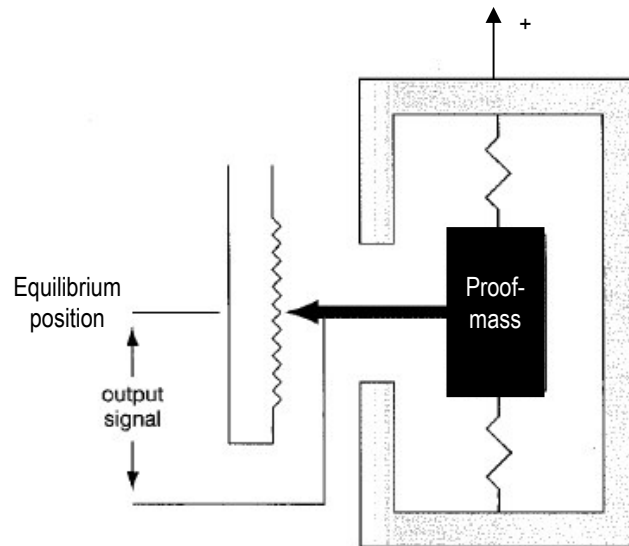 +
Equilibrium
position
Proof-
mass
output
signal